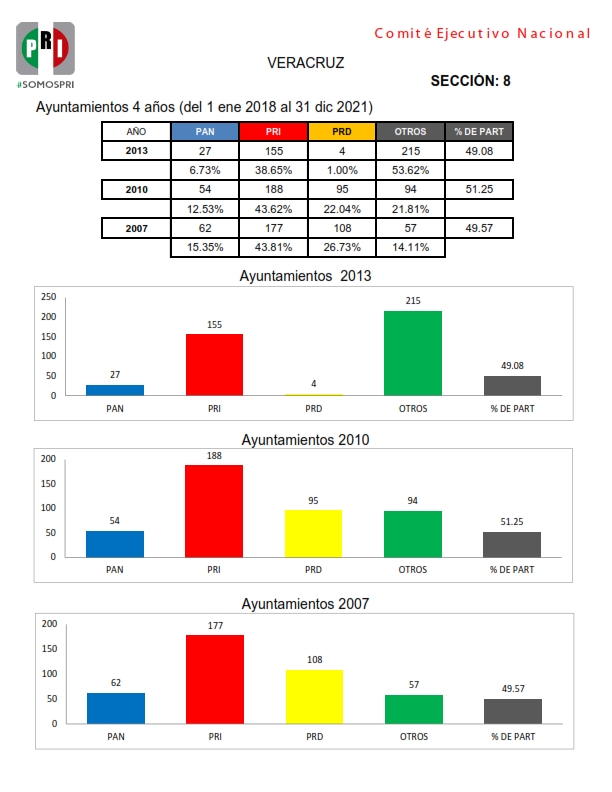 Comité Ejecutivo Nacional
PRI
#SOMOSPRI
VERACRUZ
SECCIÓN: 8
Ayuntamientos 4 años (del 1 ene 2018 al 31 dic 2021)
AÑO PAN PRI PRD OTROS % DE PART
2013 27 155 4 215 49.08
6.73% 38.65% 1.00% 53.62%
2010 54 188 95 94 51.25
12.53% 43.62% 22.04% 21.81%
2007 62 177 108 57 49.57
15.35% 43.81% 26.73% 14.11%
Ayuntamientos 2013
250
200
150
100
50
0
27 155 4 215 49.08
PAN PRI PRD OTROS % DE PART
Ayuntamientos 2010
200
150
100
50
0
54 188 95 94 51.25
PAN PRI PRD OTROS % DE PART
Ayuntamientos 2007
200
150
100
50
0
62 177 108 57 49.57
PAN PRI PRD OTROS % DE PART